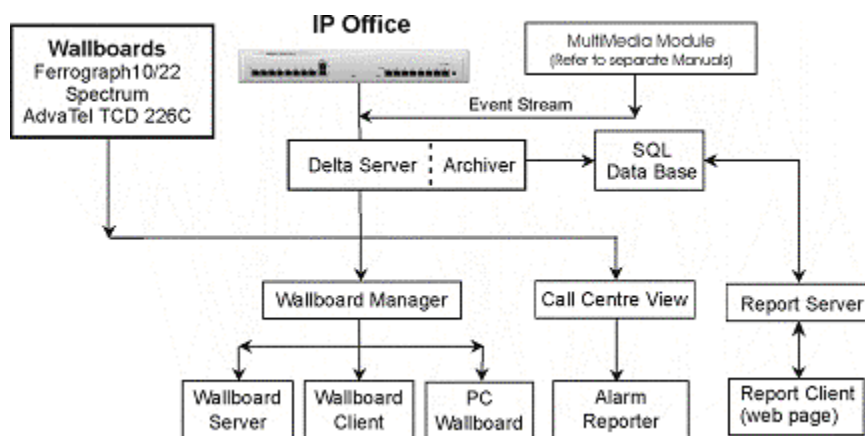 IP Office
Wallboards
Ferrograph10/22
Spectrum
AdvaTel TCD 226C
MultiMedia Module
(Refer to separate Manuals)
Event Stream
Delta Server
Archiver
SQL
Data Base
Wallboard Manager
Call Centre View
Report Server
Wallboard
Server
Wallboard
Client
PC
Wallboard
Alarm
Reporter
Report Client
(web page)